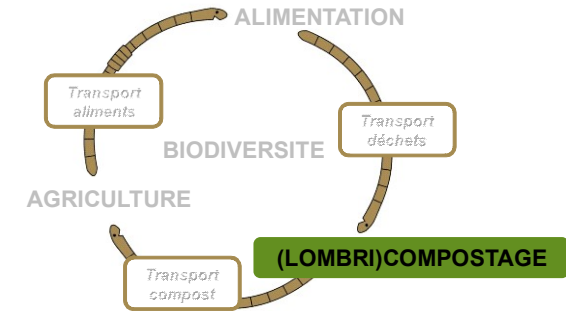 ALIMENTATION
Transport
aliments
Transport
déchets
BIODIVERSITE
AGRICULTURE
(LOMBRI)COMPOSTAGE
Transport
compost